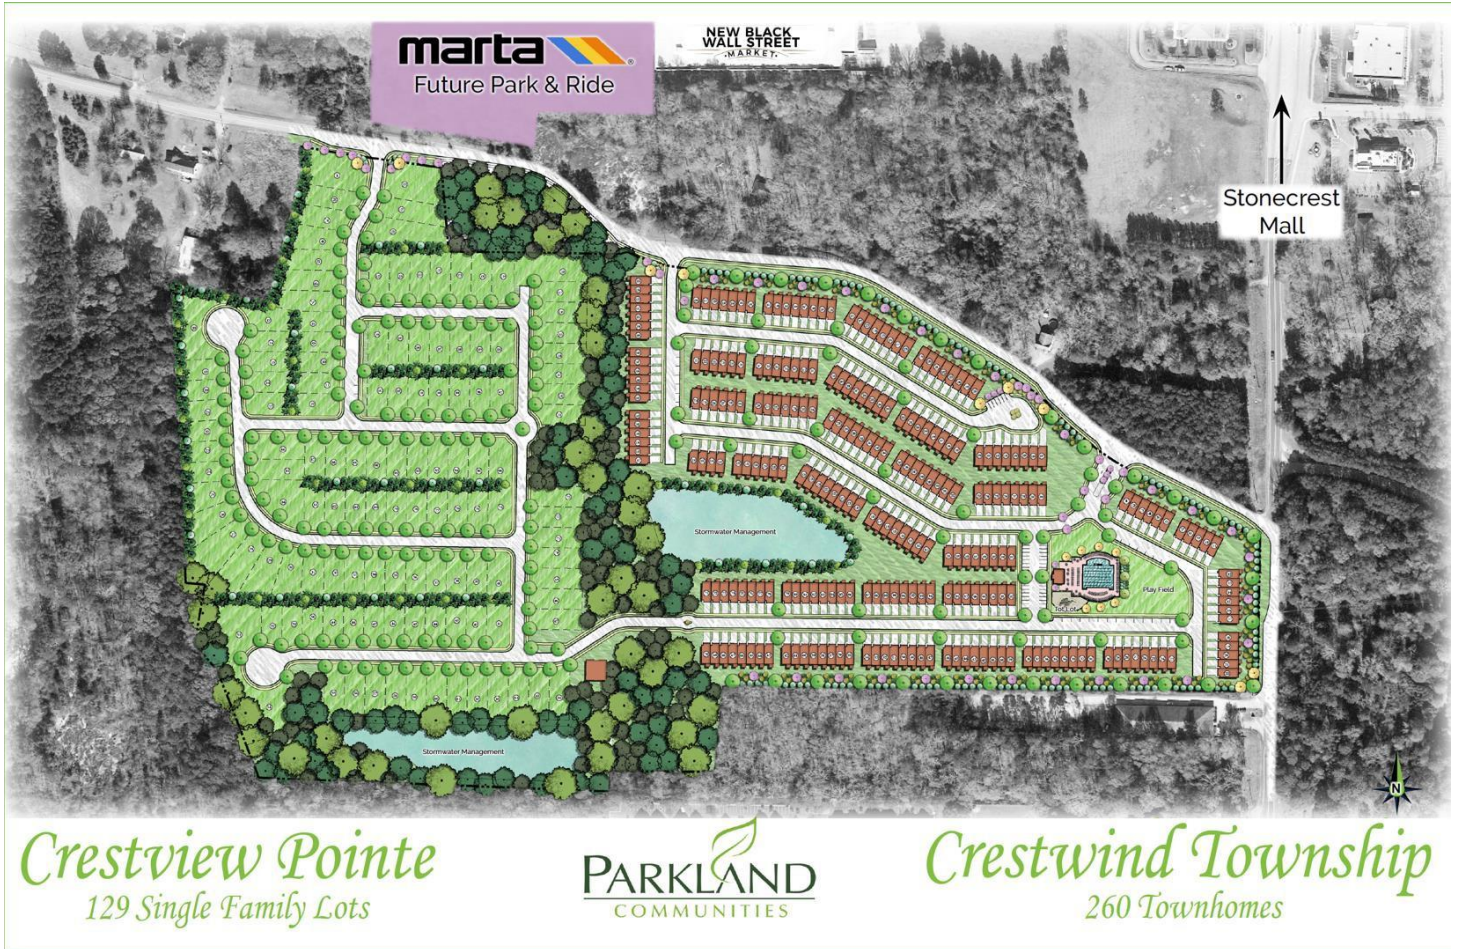 marta
Future Park & Ride
NEW BLACK
WALL STREET
MARKET
Stonecrest
Mall
Stormwater Management
Play Field
Tot Lot
Stormwater Management
N
Crestview Pointe
129 Single Family Lots
PARKLAND
COMMUNITIES
Crestwind Township
260 Townhomes